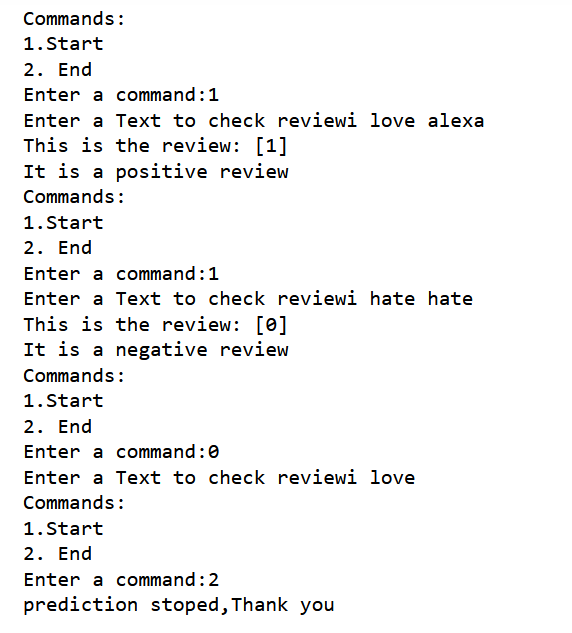 Commands:
1.Start
2. End
Enter a command:1
Enter a Text to check reviewi love alexa
This is the review: [1]
It is a positive review
Commands:
1.Start
2. End
Enter a command:1
Enter a Text to check reviewi hate hate
This is the review: [0]
It is a negative review
Commands:
1.Start
2. End
Enter a command:0
Enter a Text to check reviewi love
Commands:
1.Start
2. End
Enter a command:2
prediction stoped,Thank you